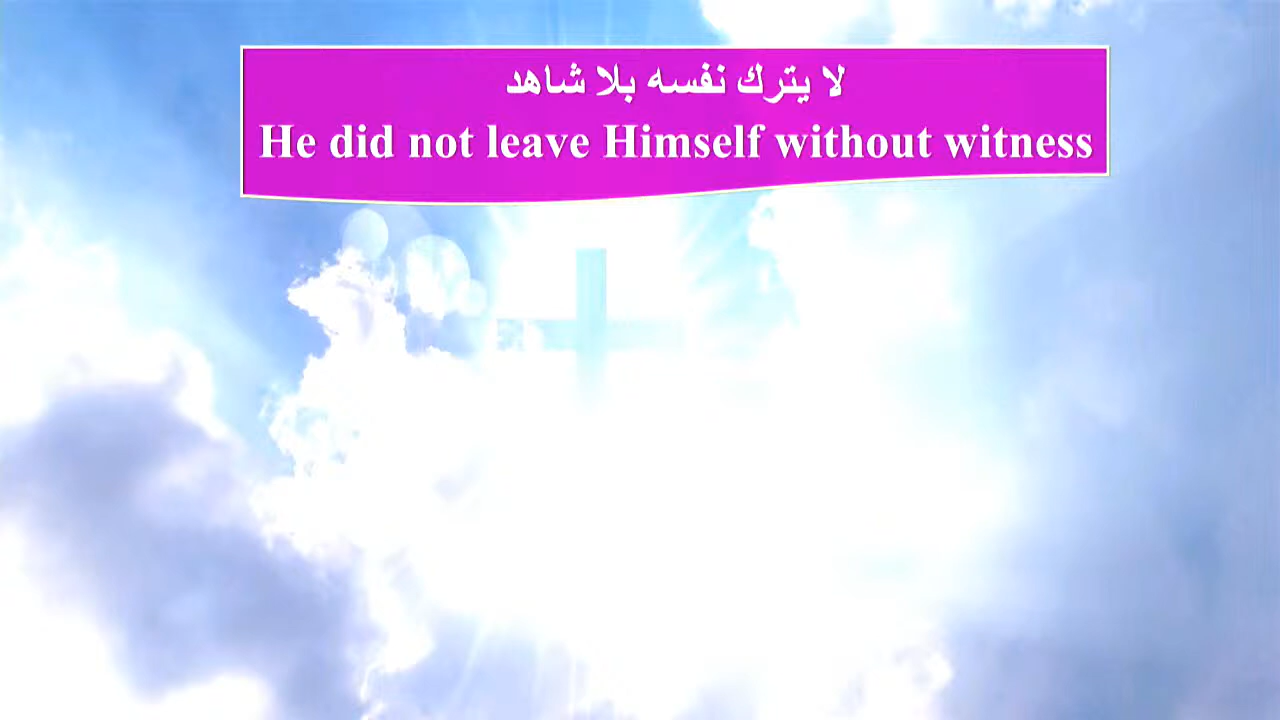 لا يترك نفسه بلا شاهد
He did not leave Himself without witness